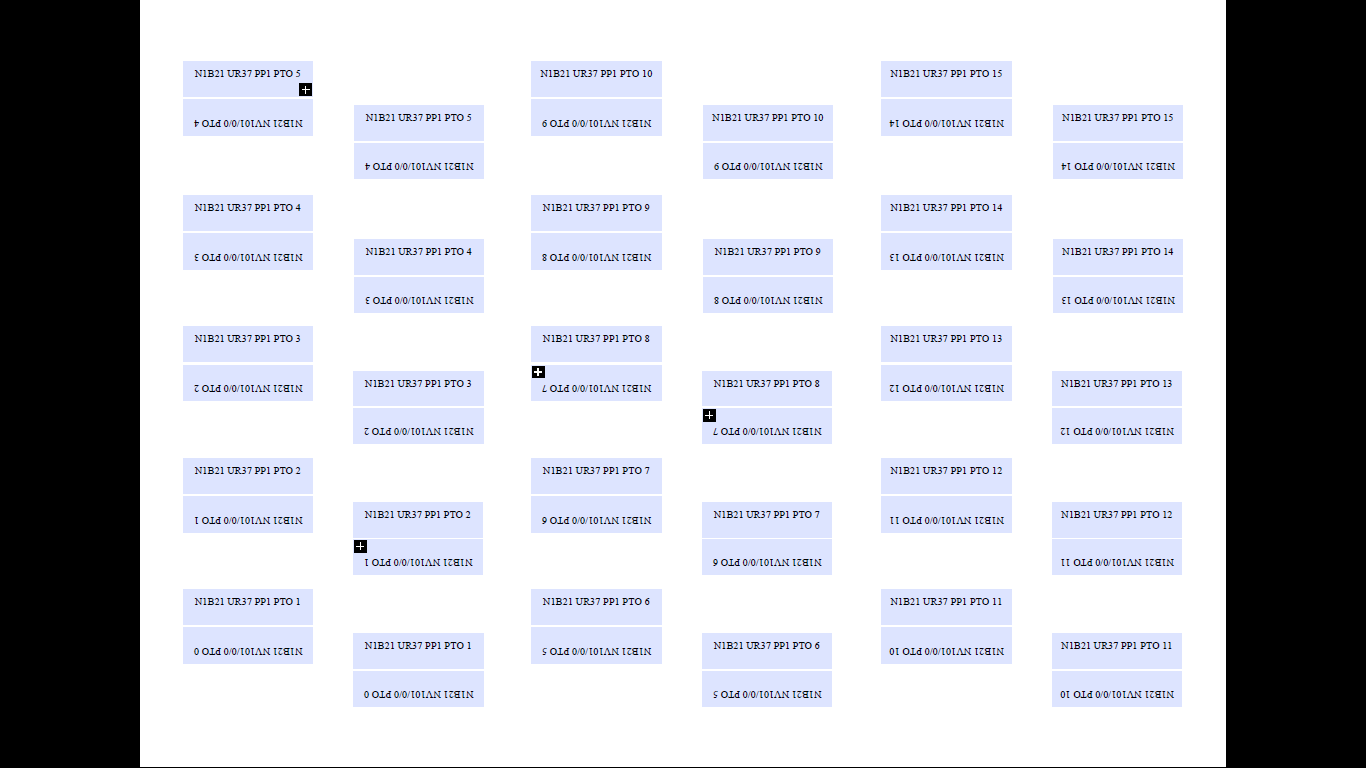 N1B21 UR37 PP1 PTO 5
N1B21 NV101/0/0 PTO 4
N1B21 UR37 PP1 PTO 5
N1B21 NV101/0/0 PTO 4
N1B21 UR37 PP1 PTO 10
N1B21 NV101/0/0 PTO 9
N1B21 UR37 PP1 PTO 10
N1B21 NV101/0/0 PTO 9
N1B21 UR37 PP1 PTO 15
N1B21 NV101/0/0 PTO 14
N1B21 UR37 PP1 PTO 15
N1B21 NV101/0/0 PTO 14
N1B21 UR37 PP1 PTO 4
N1B21 NV101/0/0 PTO 3
N1B21 UR37 PP1 PTO 4
N1B21 NV101/0/0 PTO 3
N1B21 UR37 PP1 PTO 9
N1B21 NV101/0/0 PTO 8
N1B21 UR37 PP1 PTO 9
N1B21 NV101/0/0 PTO 8
N1B21 UR37 PP1 PTO 14
N1B21 NV101/0/0 PTO 13
N1B21 UR37 PP1 PTO 14
N1B21 NV101/0/0 PTO 13
N1B21 UR37 PP1 PTO 3
N1B21 NV101/0/0 PTO 2
N1B21 UR37 PP1 PTO 3
N1B21 NV101/0/0 PTO 2
N1B21 UR37 PP1 PTO 8
N1B21 NV101/0/0 PTO 7
N1B21 UR37 PP1 PTO 8
N1B21 NV101/0/0 PTO 7
N1B21 UR37 PP1 PTO 13
N1B21 NV101/0/0 PTO 12
N1B21 UR37 PP1 PTO 13
N1B21 NV101/0/0 PTO 12
N1B21 UR37 PP1 PTO 2
N1B21 NV101/0/0 PTO 1
N1B21 UR37 PP1 PTO 2
N1B21 NV101/0/0 PTO 1
N1B21 UR37 PP1 PTO 7
N1B21 NV101/0/0 PTO 6
N1B21 UR37 PP1 PTO 7
N1B21 NV101/0/0 PTO 6
N1B21 UR37 PP1 PTO 12
N1B21 NV101/0/0 PTO 11
N1B21 UR37 PP1 PTO 12
N1B21 NV101/0/0 PTO 11
N1B21 UR37 PP1 PTO 1
N1B21 NV101/0/0 PTO 0
N1B21 UR37 PP1 PTO 1
N1B21 NV101/0/0 PTO 0
N1B21 UR37 PP1 PTO 6
N1B21 NV101/0/0 PTO 5
N1B21 UR37 PP1 PTO 6
N1B21 NV101/0/0 PTO 5
N1B21 UR37 PP1 PTO 11
N1B21 NV101/0/0 PTO 10
N1B21 UR37 PP1 PTO 11
N1B21 NV101/0/0 PTO 10